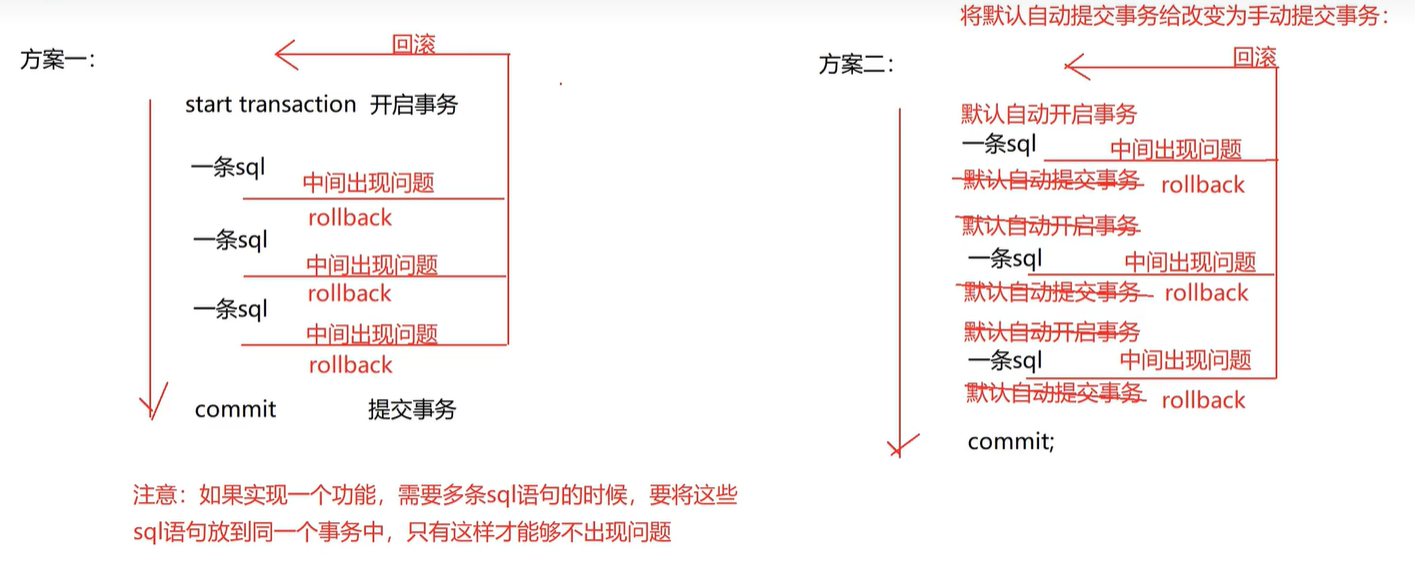 方案一：
回滚
start transaction 开启事务
一条sql
中间出现问题
rollback
一条sql
中间出现问题
rollback
一条sql
中间出现问题
rollback
commit 提交事务
注意：如果实现一个功能，需要多条sql语句的时候，要将这些
sql语句放到同一个事务中，只有这样才能够不出现问题
将默认自动提交事务给改变为手动提交事务：
方案二：
回滚
默认自动开启事务
一条sql 中间出现问题
默认自动提交事务 rollback
默认自动开启事务
一条sql 中间出现问题
默认自动提交事务 rollback
默认自动开启事务
一条sql 中间出现问题
默认自动提交事务 rollback
commit;